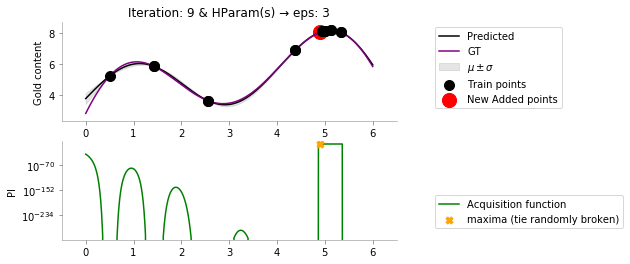 Iteration: 9 & HParam(s) → eps: 3
Gold content
8
6
4
0 1 2 3 4 5 6
Predicted
GT
μ ± σ
Train points
New Added points
PI
10⁻⁷⁰
10⁻¹⁵²
10⁻²³⁴
0 1 2 3 4 5 6
Acquisition function
maxima (tie randomly broken)